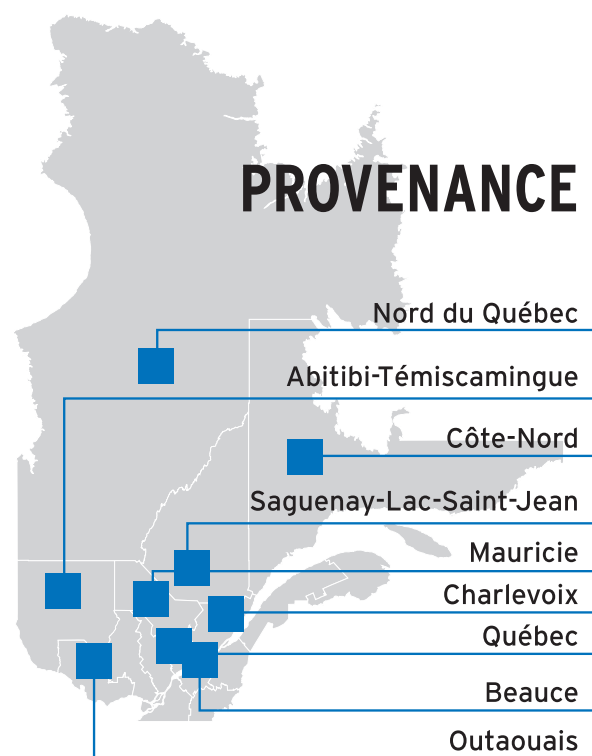 PROVENANCE
Nord du Québec
Abitibi-Témiscamingue
Côte-Nord
Saguenay-Lac-Saint-Jean
Mauricie
Charlevoix
Québec
Beauce
Outaouais